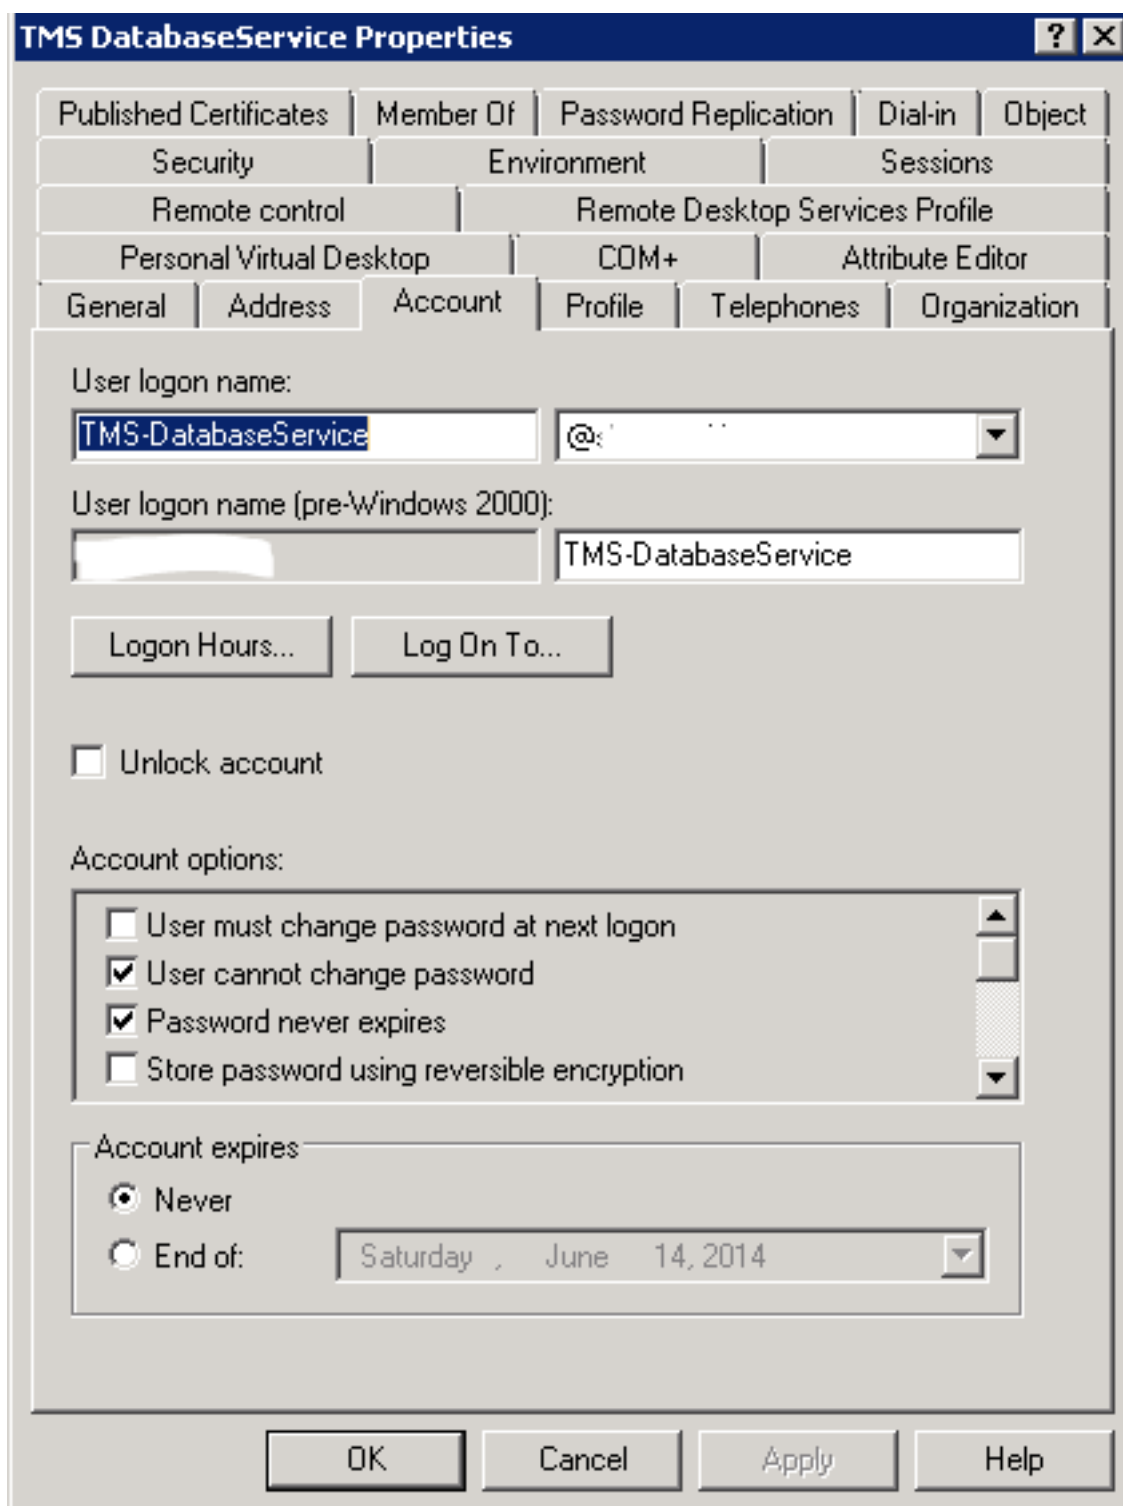 TMS DatabaseService Properties
Published Certificates Member Of Password Replication Dial-in Object
Security Environment Sessions
Remote control Remote Desktop Services Profile
Personal Virtual Desktop COM+ Attribute Editor
General Address Account Profile Telephones Organization
User logon name:
TMS-DatabaseService @
User logon name (pre-Windows 2000):
TMS-DatabaseService
Logon Hours... Log On To...
Unlock account
Account options:
User must change password at next logon
User cannot change password
Password never expires
Store password using reversible encryption
Account expires
Never
End of: Saturday , June 14, 2014
OK Cancel Apply Help